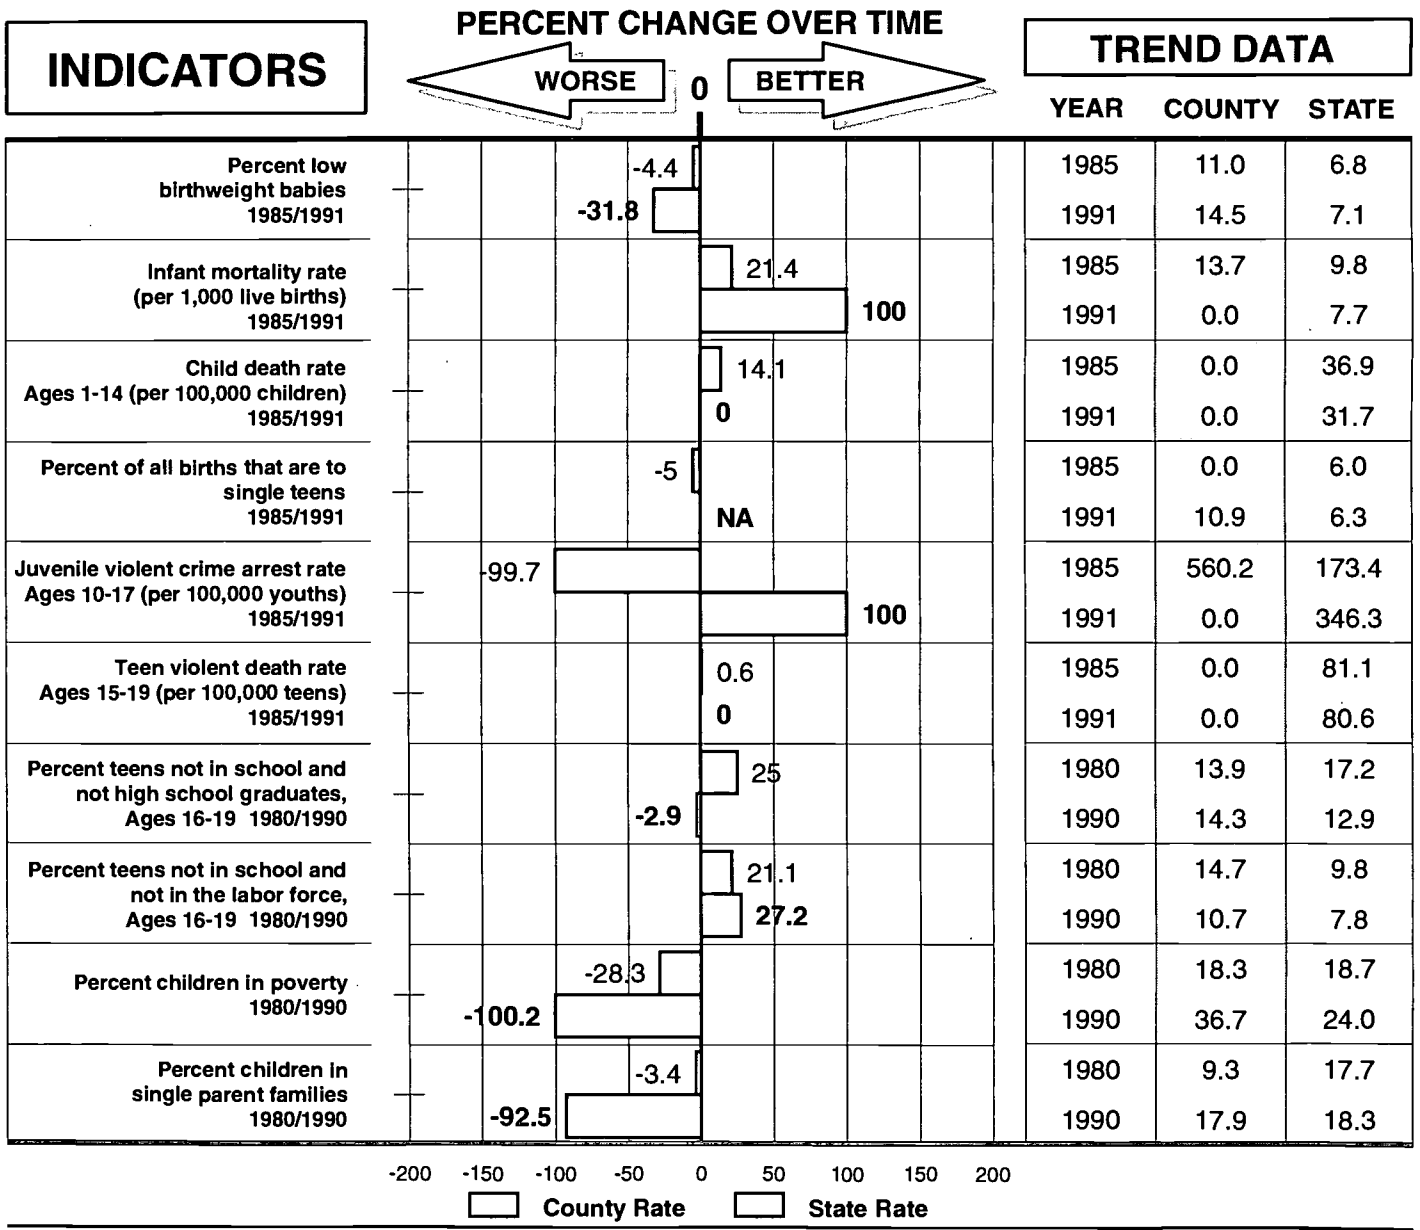 PERCENT CHANGE OVER TIME
INDICATORS
WORSE
0
BETTER
TREND DATA
YEAR COUNTY STATE
Percent low
birthweight babies
1985/1991
-4.4
-31.8
1985 11.0 6.8
1991 14.5 7.1
Infant mortality rate
(per 1,000 live births)
1985/1991
21.4
100
1985 13.7 9.8
1991 0.0 7.7
Child death rate
Ages 1-14 (per 100,000 children)
1985/1991
14.1
0
1985 0.0 36.9
1991 0.0 31.7
Percent of all births that are to
single teens
1985/1991
-5
NA
1985 0.0 6.0
1991 10.9 6.3
Juvenile violent crime arrest rate
Ages 10-17 (per 100,000 youths)
1985/1991
-99.7
100
1985 560.2 173.4
1991 0.0 346.3
Teen violent death rate
Ages 15-19 (per 100,000 teens)
1985/1991
0.6
0
1985 0.0 81.1
1991 0.0 80.6
Percent teens not in school and
not high school graduates,
Ages 16-19 1980/1990
25
-2.9
1980 13.9 17.2
1990 14.3 12.9
Percent teens not in school and
not in the labor force,
Ages 16-19 1980/1990
21.1
27.2
1980 14.7 9.8
1990 10.7 7.8
Percent children in poverty
1980/1990
-28.3
-100.2
1980 18.3 18.7
1990 36.7 24.0
Percent children in
single parent families
1980/1990
-3.4
-92.5
1980 9.3 17.7
1990 17.9 18.3
-200 -150 -100 -50 0 50 100 150 200
County Rate State Rate